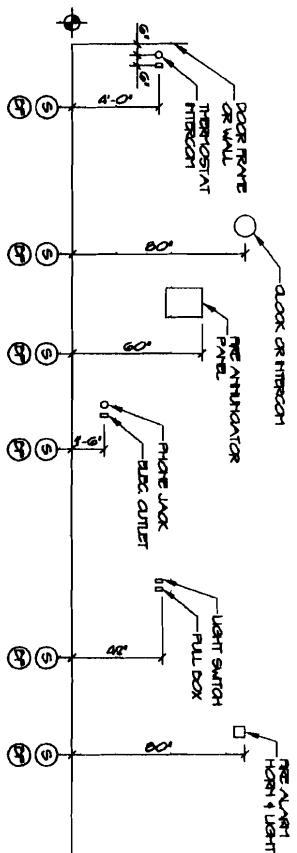 DOOR FRAME
OR WALL
THERMOSTAT
INTERCOM
6"
6"
4'-0"
S
CLOCK OR INTERCOM
80"
S
FIRE ANNUNCIATOR
PANEL
60"
S
PHONE JACK
ELEC. OUTLET
1'-6"
S
LIGHT SWITCH
PULL BOX
48"
S
FIRE ALARM
HORN & LIGHT
80"
S